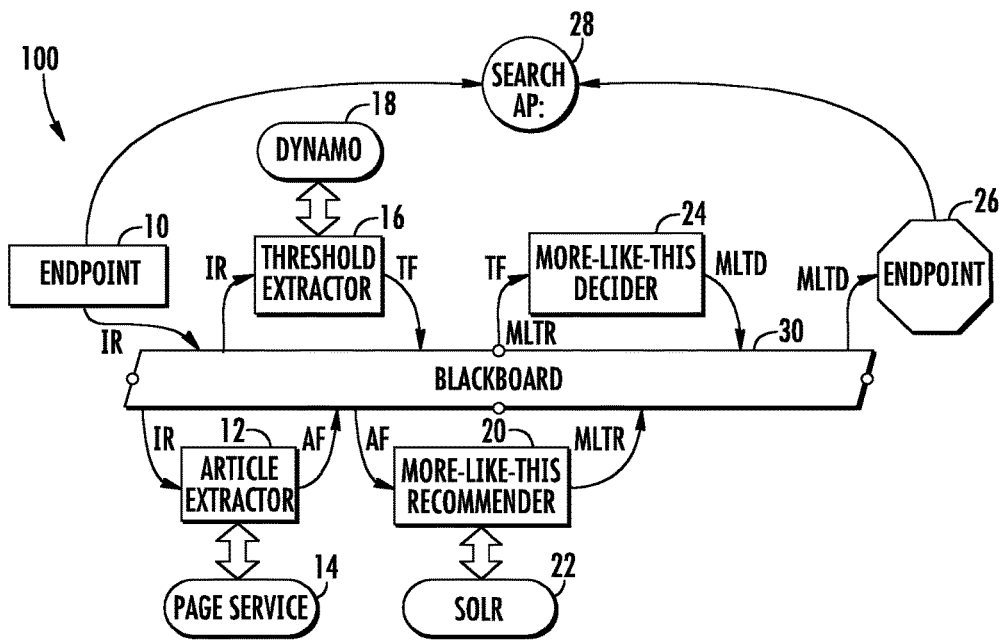 28
100
SEARCH
AP:
18
DYNAMO
10
ENDPOINT
16
THRESHOLD
EXTRACTOR
IR
TF
24
MORE-LIKE-THIS
DECIDER
TF
MLTD
26
ENDPOINT
MLTD
IR
MLTR
30
BLACKBOARD
IR
12
AF
ARTICLE
EXTRACTOR
AF
20
MLTR
MORE-LIKE-THIS
RECOMMENDER
14
PAGE SERVICE
22
SOLR